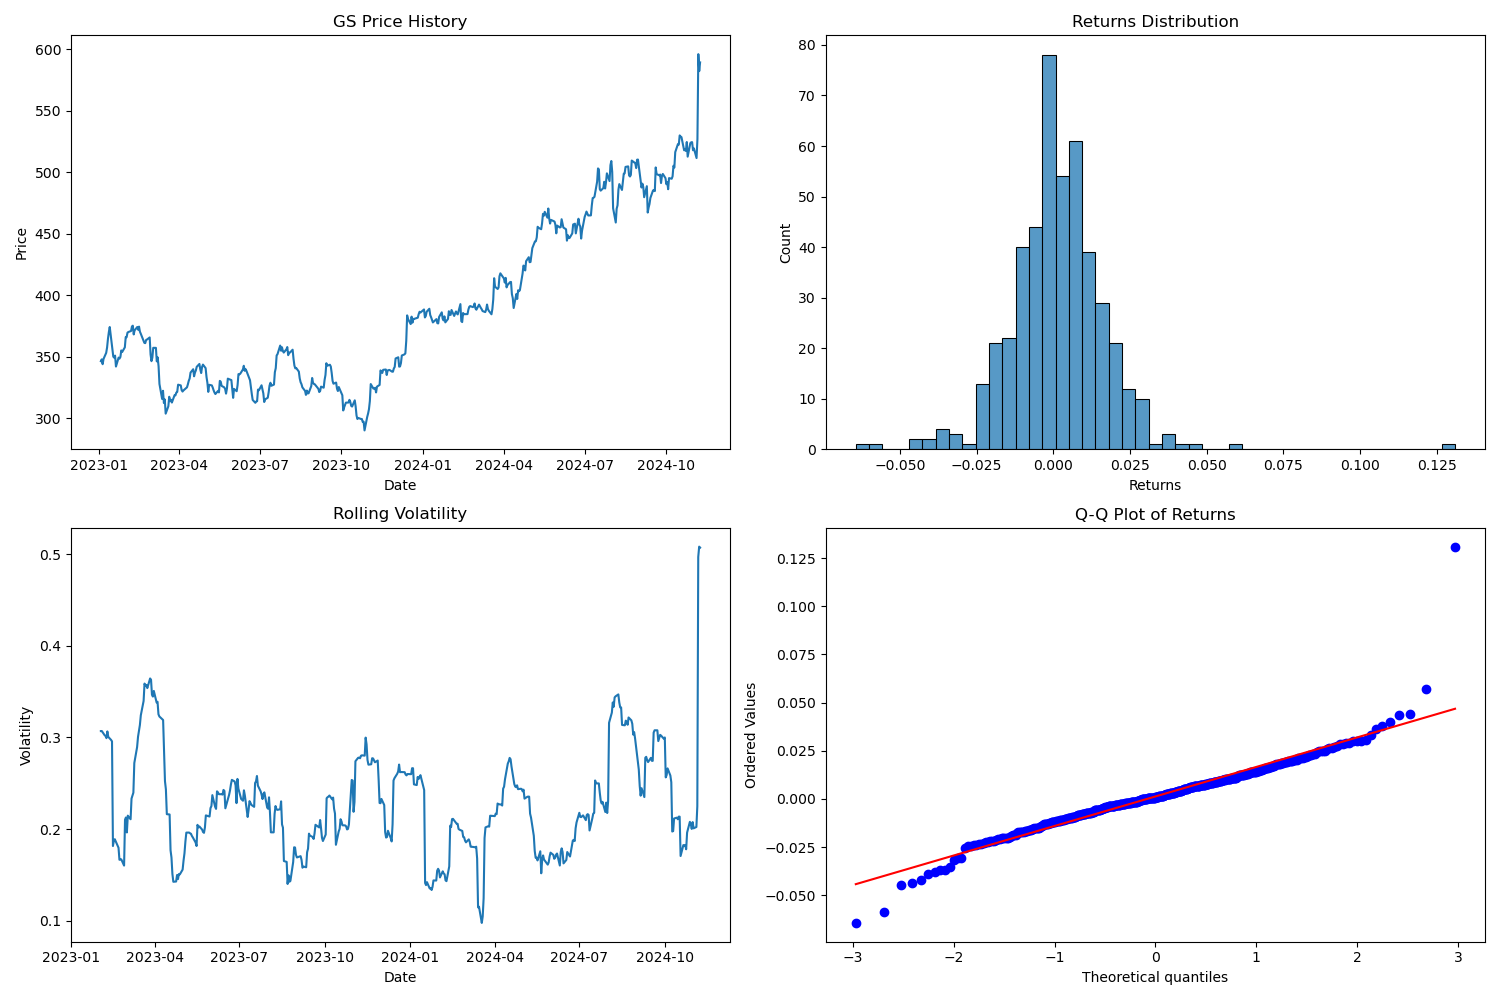 GS Price History
600
550
500
450
400
350
300
Price
2023-01 2023-04 2023-07 2023-10 2024-01 2024-04 2024-07 2024-10
Date
Returns Distribution
80
70
60
50
40
30
20
10
0
Count
−0.050 −0.025 0.000 0.025 0.050 0.075 0.100 0.125
Returns
Rolling Volatility
0.5
0.4
0.3
0.2
0.1
Volatility
2023-01 2023-04 2023-07 2023-10 2024-01 2024-04 2024-07 2024-10
Date
Q-Q Plot of Returns
0.125
0.100
0.075
0.050
0.025
0.000
−0.025
−0.050
Ordered Values
−3 −2 −1 0 1 2 3
Theoretical quantiles